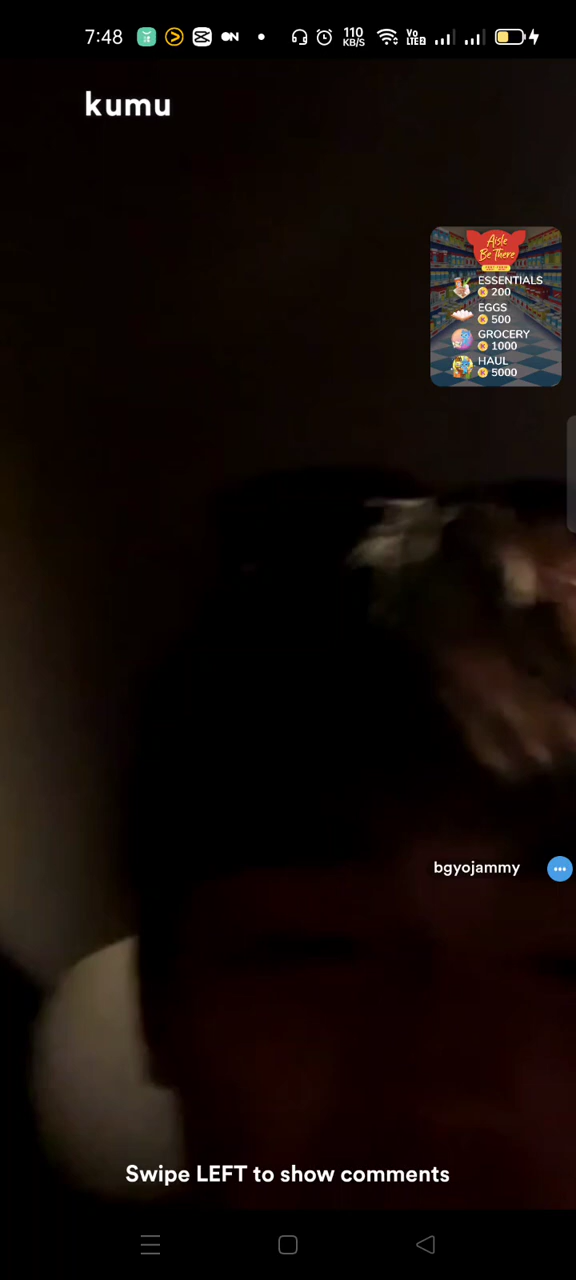 7:48
ON
110
KB/S
Vo
LTE2
kumu
Aisle
Be There
ESSENTIALS
200
EGGS
500
GROCERY
1000
HAUL
5000
bgyojammy
Swipe LEFT to show comments